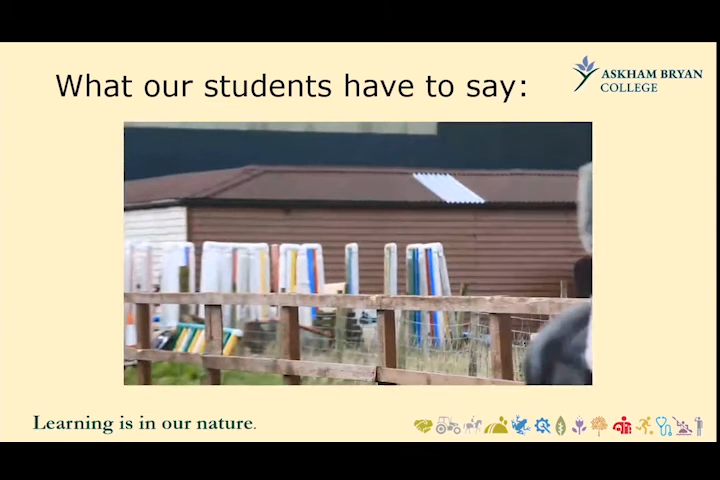 What our students have to say:
ASKHAM BRYAN
COLLEGE
Learning is in our nature.